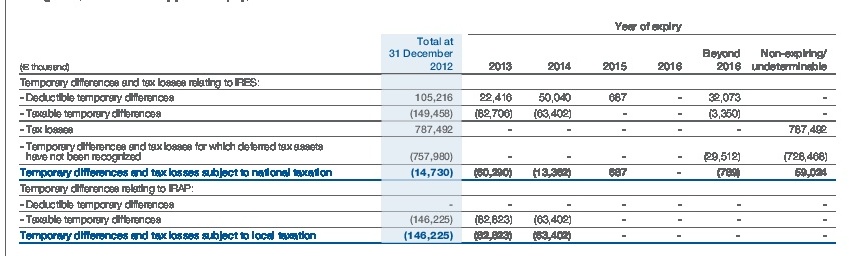 Year of expiry
Total at
31 December Beyond Non-expiring/
(€ thousand) 2012 2013 2014 2015 2016 2016 undeterminable
Temporary differences and tax losses relating to IRES:
- Deductible temporary differences 105,216 22,416 50,040 687 - 32,073 -
- Taxable temporary differences (149,458) (82,706) (63,402) - - (3,350) -
- Tax losses 787,492 - - - - - 787,492
- Temporary differences and tax losses for which deferred tax assets
have not been recognized (757,980) - - - - (29,512) (728,468)
Temporary differences and tax losses subject to national taxation (14,730) (60,290) (13,362) 687 - (789) 59,024
Temporary differences relating to IRAP:
- Deductible temporary differences - - - - - - -
- Taxable temporary differences (146,225) (82,823) (63,402) - - - -
Temporary differences and tax losses subject to local taxation (146,225) (82,823) (63,402) - - - -